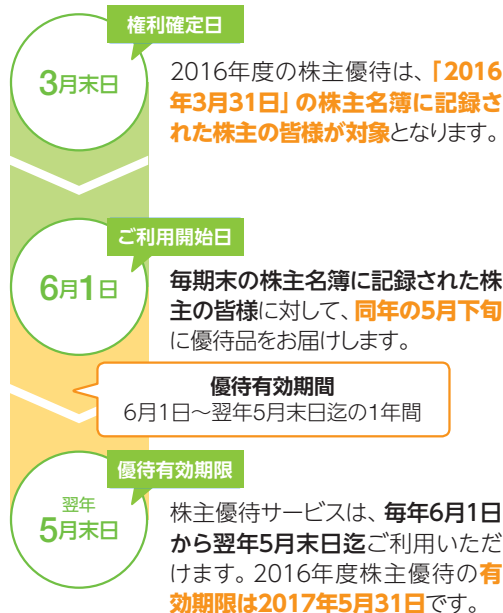 権利確定日
3月末日
2016年度の株主優待は、「2016
年3月31日」の株主名簿に記録さ
れた株主の皆様が対象となります。
ご利用開始日
6月1日
毎期末の株主名簿に記録された株
主の皆様に対して、同年の5月下旬
に優待品をお届けします。
優待有効期間
6月1日～翌年5月末日迄の1年間
優待有効期限
翌年
5月末日
株主優待サービスは、毎年6月1日
から翌年5月末日迄ご利用いただ
けます。2016年度株主優待の有
効期限は2017年5月31日です。